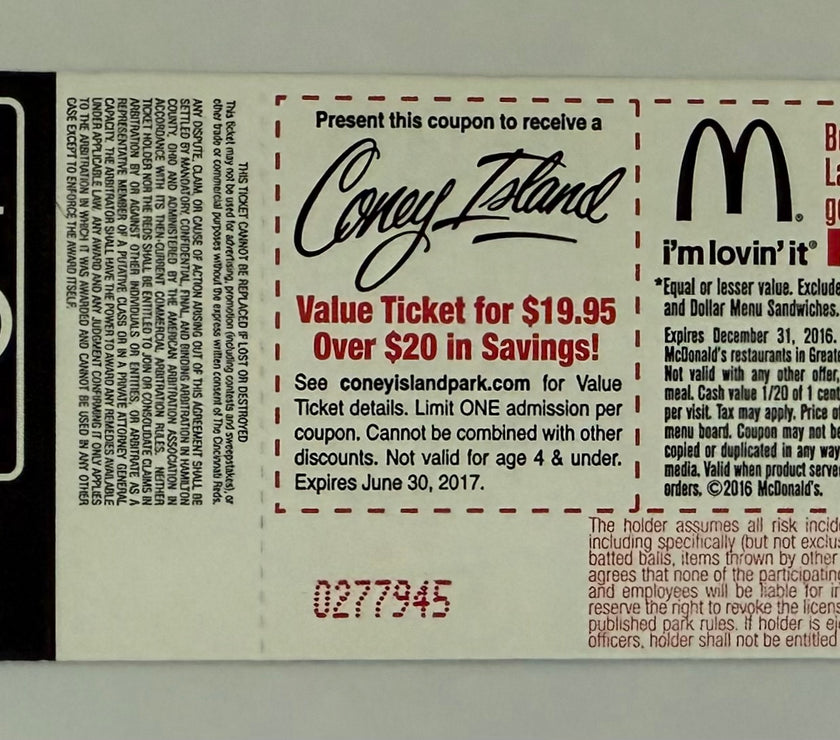 THIS TICKET CANNOT BE REPLACED IF LOST OR DESTROYED
This ticket may not be used for advertising, promotion (including contests and sweepstakes), or
other trade or commercial purposes without the express written consent of The Cincinnati Reds.
ANY DISPUTE, CLAIM, OR CAUSE OF ACTION ARISING OUT OF THIS AGREEMENT SHALL BE
SETTLED BY MANDATORY, CONFIDENTIAL, FINAL, AND BINDING ARBITRATION IN HAMILTON
COUNTY, OHIO AND ADMINISTERED BY THE AMERICAN ARBITRATION ASSOCIATION IN
ACCORDANCE WITH ITS THEN-CURRENT COMMERCIAL ARBITRATION RULES. NEITHER
TICKET HOLDER NOR THE REDS SHALL BE ENTITLED TO JOIN OR CONSOLIDATE CLAIMS IN
ARBITRATION BY OR AGAINST OTHER INDIVIDUALS OR ENTITIES, OR ARBITRATE AS A
REPRESENTATIVE MEMBER OF A PUTATIVE CLASS OR IN A PRIVATE ATTORNEY GENERAL
CAPACITY. THE ARBITRATOR SHALL HAVE THE POWER TO AWARD ANY REMEDIES AVAILABLE
UNDER APPLICABLE LAW. ANY AWARD AND ANY JUDGMENT CONFIRMING IT ONLY APPLIES
TO THE ARBITRATION IN WHICH IT WAS AWARDED AND CANNOT BE USED IN ANY OTHER
CASE EXCEPT TO ENFORCE THE AWARD ITSELF.
Present this coupon to receive a
Coney Island
Value Ticket for $19.95
Over $20 in Savings!
See coneyislandpark.com for Value
Ticket details. Limit ONE admission per
coupon. Cannot be combined with other
discounts. Not valid for age 4 & under.
Expires June 30, 2017.
0277945
M®
i'm lovin' it®
*Equal or lesser value. Exclude
and Dollar Menu Sandwiches.
Expires December 31, 2016.
McDonald's restaurants in Greate
Not valid with any other offer,
meal. Cash value 1/20 of 1 cent
per visit. Tax may apply. Price of
menu board. Coupon may not be
copied or duplicated in any way
media. Valid when product serve
orders. ©2016 McDonald's.
The holder assumes all risk incide
including specifically (but not exclus
batted balls, items thrown by other
agrees that none of the participating
and employees will be liable for in
reserve the right to revoke the licens
published park rules. If holder is eje
officers, holder shall not be entitled